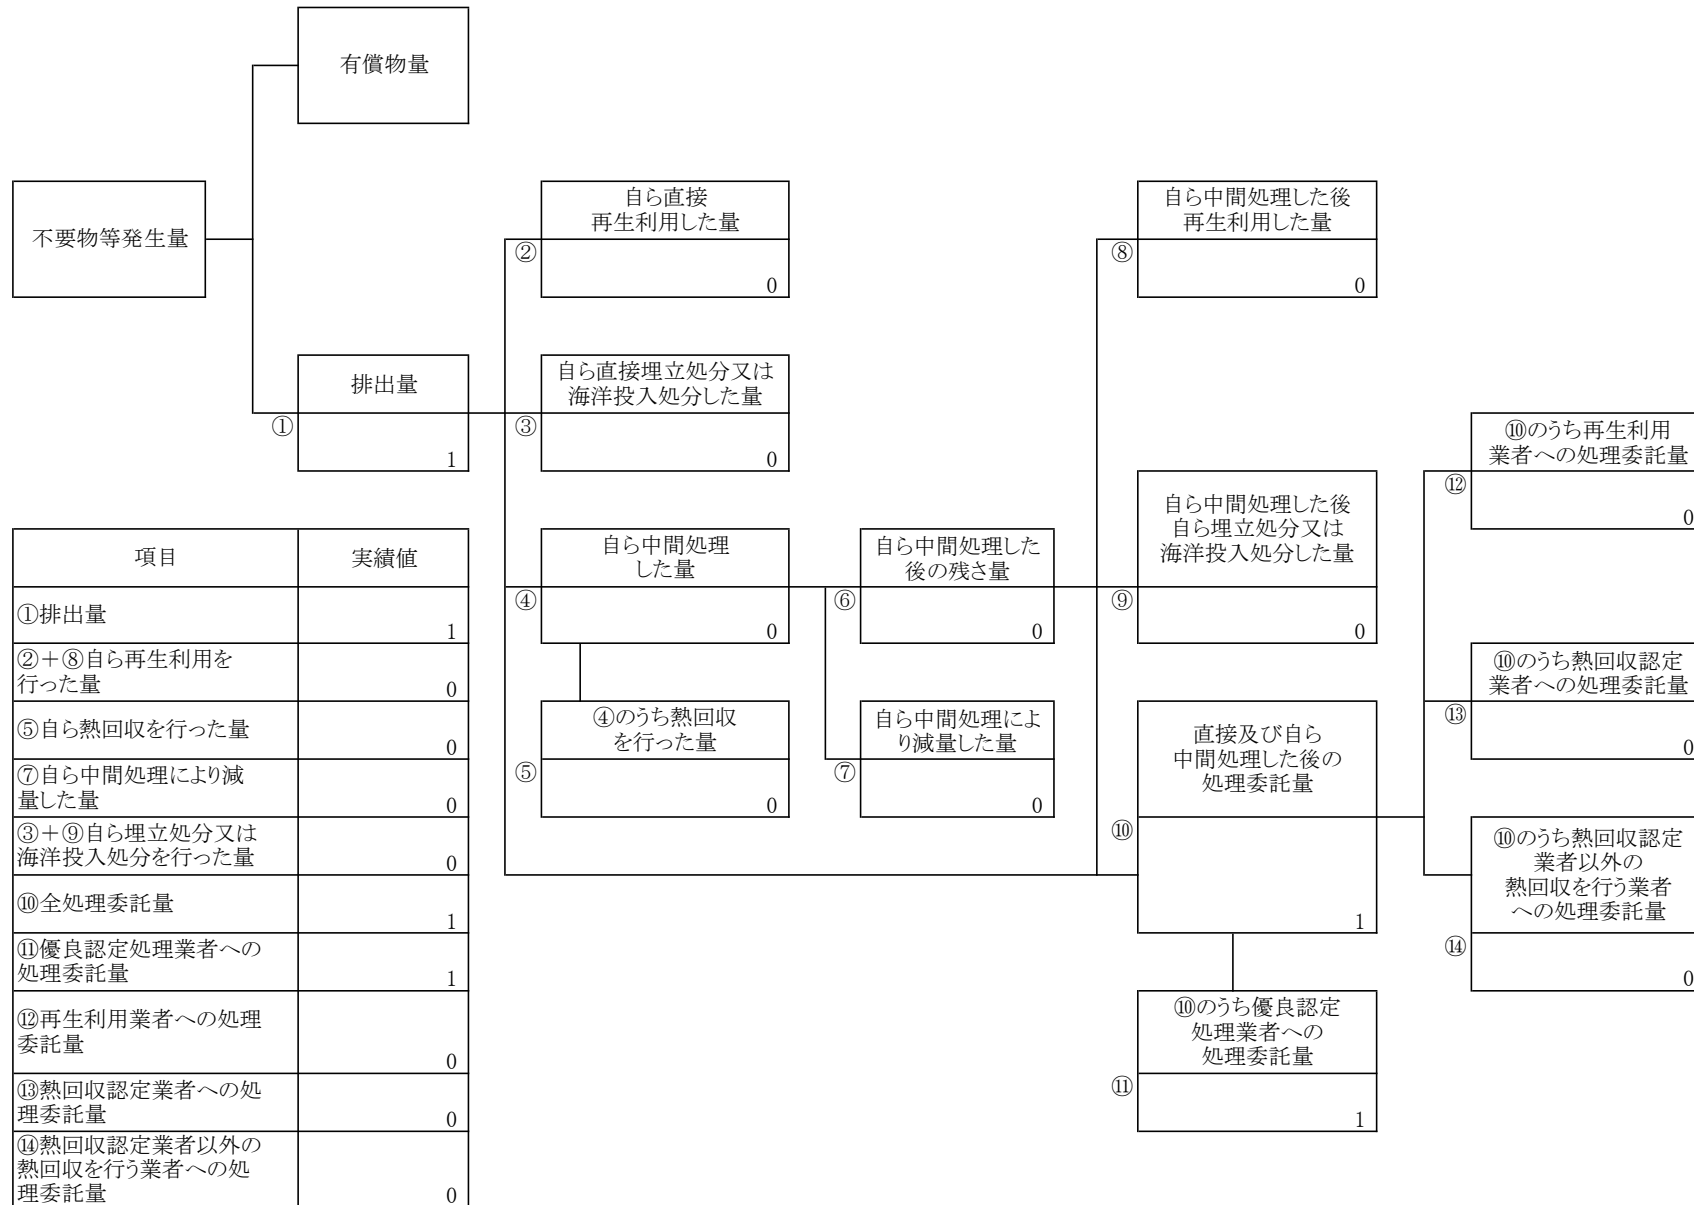 有償物量
不要物等発生量
自ら直接
再生利用した量
②
0
自ら中間処理した後
再生利用した量
⑧
0
排出量
①
1
自ら直接埋立処分又は
海洋投入処分した量
③
0
⑩のうち再生利用
業者への処理委託量
⑫
0
自ら中間処理した後
自ら埋立処分又は
海洋投入処分した量
⑨
0
自ら中間処理
した量
④
0
自ら中間処理した
後の残さ量
⑥
0
⑩のうち熱回収認定
業者への処理委託量
⑬
0
④のうち熱回収
を行った量
⑤
0
自ら中間処理によ
り減量した量
⑦
0
直接及び自ら
中間処理した後の
処理委託量
⑩
1
⑩のうち熱回収認定
業者以外の
熱回収を行う業者
への処理委託量
⑭
0
⑩のうち優良認定
処理業者への
処理委託量
⑪
1
項目
実績値
①排出量
1
②＋⑧自ら再生利用を
行った量
0
⑤自ら熱回収を行った量
0
⑦自ら中間処理により減
量した量
0
③＋⑨自ら埋立処分又は
海洋投入処分を行った量
0
⑩全処理委託量
1
⑪優良認定処理業者への
処理委託量
1
⑫再生利用業者への処理
委託量
0
⑬熱回収認定業者への処
理委託量
0
⑭熱回収認定業者以外の
熱回収を行う業者への処
理委託量
0